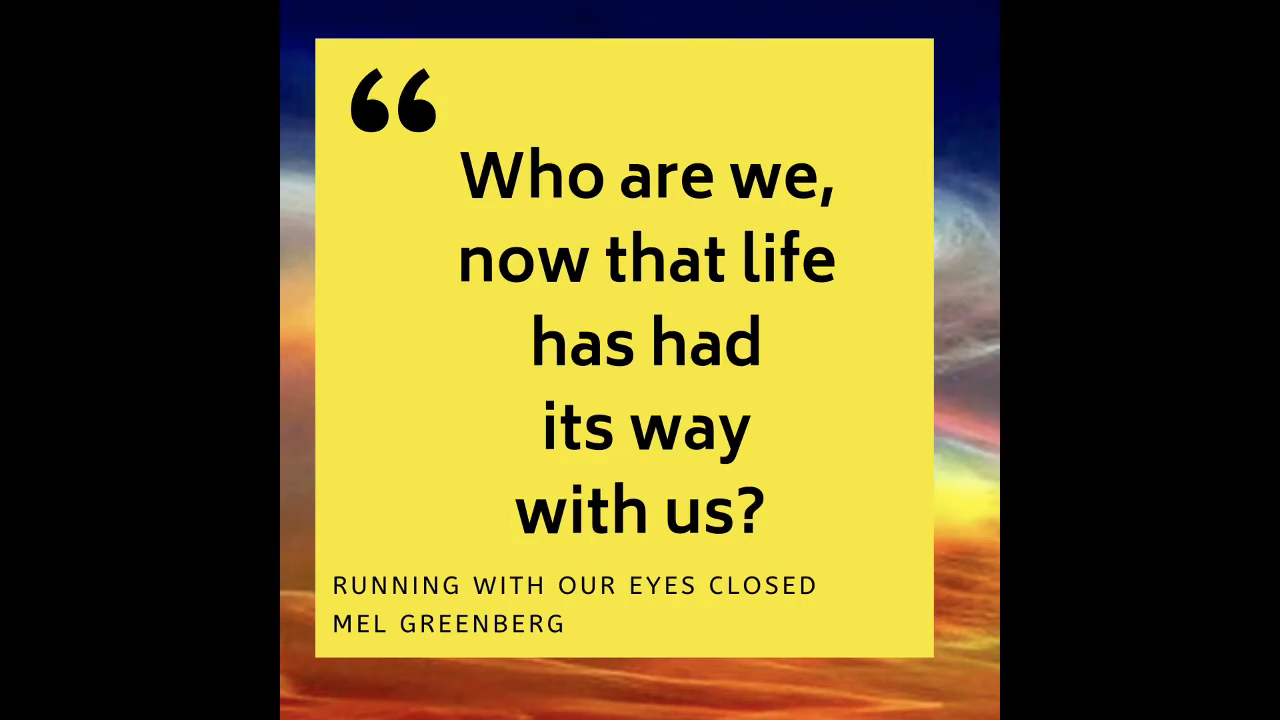 “
Who are we,
now that life
has had
its way
with us?
RUNNING WITH OUR EYES CLOSED
MEL GREENBERG